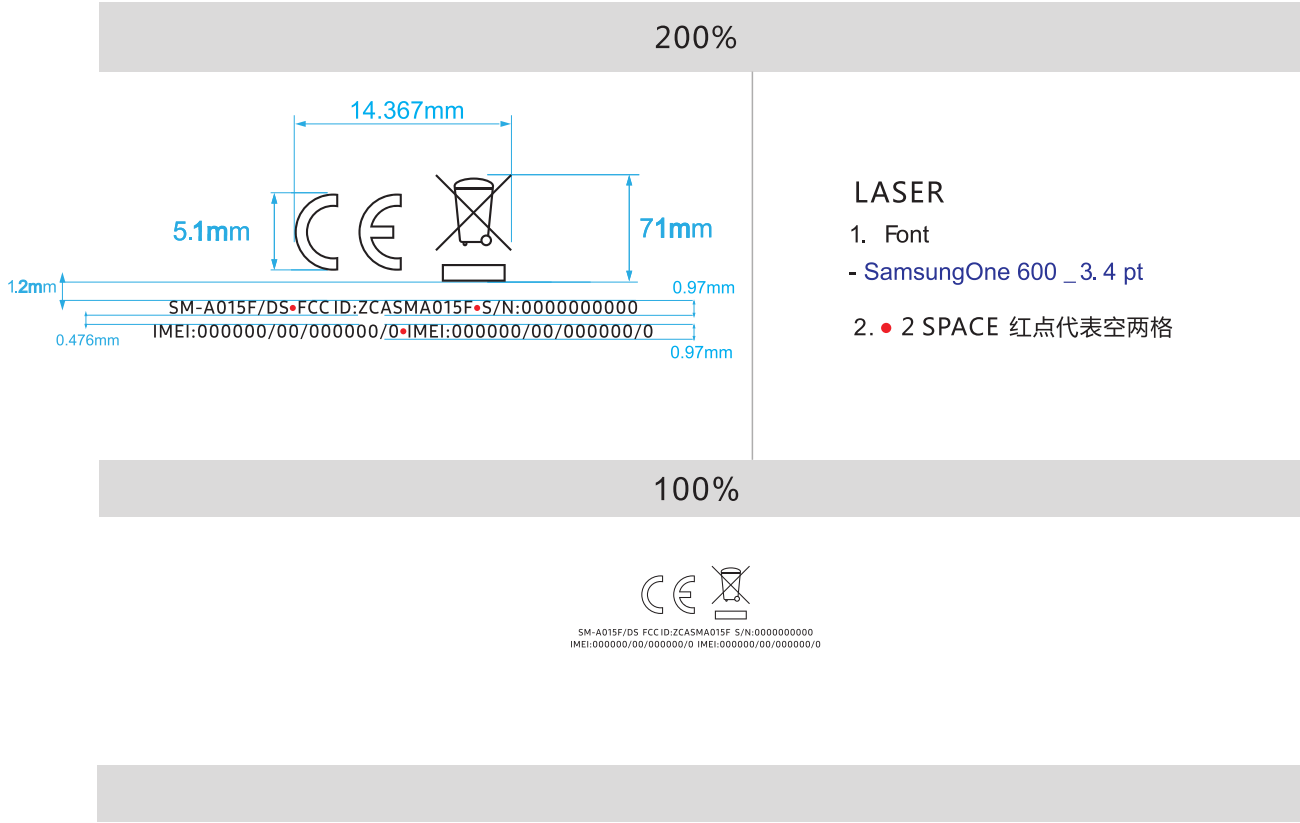 200%
14.367mm
5.1mm
71mm
LASER
1. Font
- SamsungOne 600 _ 3. 4 pt
2. ● 2 SPACE 红点代表空两格
1.2mm
0.97mm
SM-A015F/DS●FCC ID:ZCASMA015F●S/N:0000000000
IMEI:000000/00/000000/0●IMEI:000000/00/000000/0
0.476mm
0.97mm
100%
CE
SM-A015F/DS FCC ID:ZCASMA015F S/N:0000000000
IMEI:000000/00/000000/0 IMEI:000000/00/000000/0